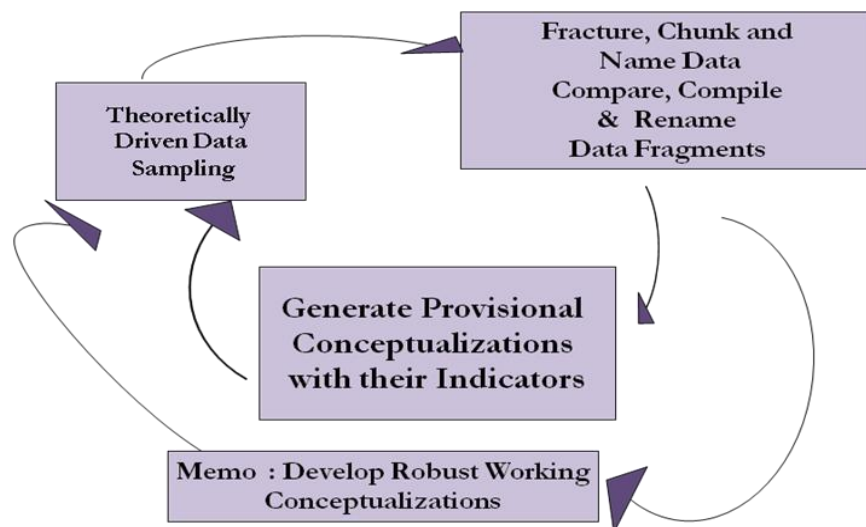 Fracture, Chunk and
Name Data
Compare, Compile
& Rename
Data Fragments
Theoretically
Driven Data
Sampling
Generate Provisional
Conceptualizations
with their Indicators
Memo : Develop Robust Working
Conceptualizations